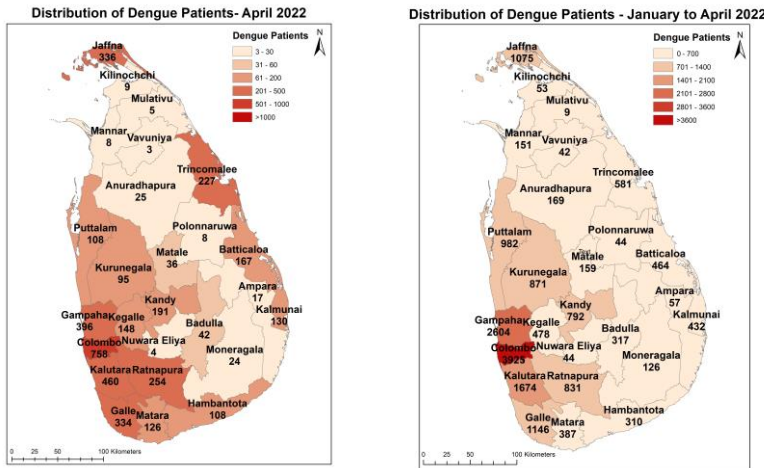 Distribution of Dengue Patients- April 2022
N
Dengue Patients
3 - 30
31 - 60
61 - 200
201 - 500
501 - 1000
>1000
Jaffna
336
Kilinochchi
9
Mulativu
5
Mannar
8
Vavuniya
3
Trincomalee
227
Anuradhapura
25
Puttalam
108
Polonnaruwa
8
Batticaloa
167
Matale
36
Kurunegala
95
Ampara
17
Kalmunai
130
Kandy
191
Gampaha
396
Kegalle
148
Badulla
42
Colombo
758
Nuwara Eliya
4
Moneragala
24
Kalutara
460
Ratnapura
254
Hambantota
108
Galle
334
Matara
126
0 25 50 100 Kilometers
Distribution of Dengue Patients - January to April 2022
N
Dengue Patients
0 - 700
701 - 1400
1401 - 2100
2101 - 2800
2801 - 3600
>3600
Jaffna
1075
Kilinochchi
53
Mulativu
9
Mannar
151
Vavuniya
42
Trincomalee
581
Anuradhapura
169
Puttalam
982
Polonnaruwa
44
Batticaloa
464
Matale
159
Kurunegala
871
Ampara
57
Kalmunai
432
Kandy
792
Gampaha
2604
Kegalle
478
Badulla
317
Colombo
3925
Nuwara Eliya
44
Moneragala
126
Kalutara
1674
Ratnapura
831
Hambantota
310
Galle
1146
Matara
387
0 25 50 100 Kilometers